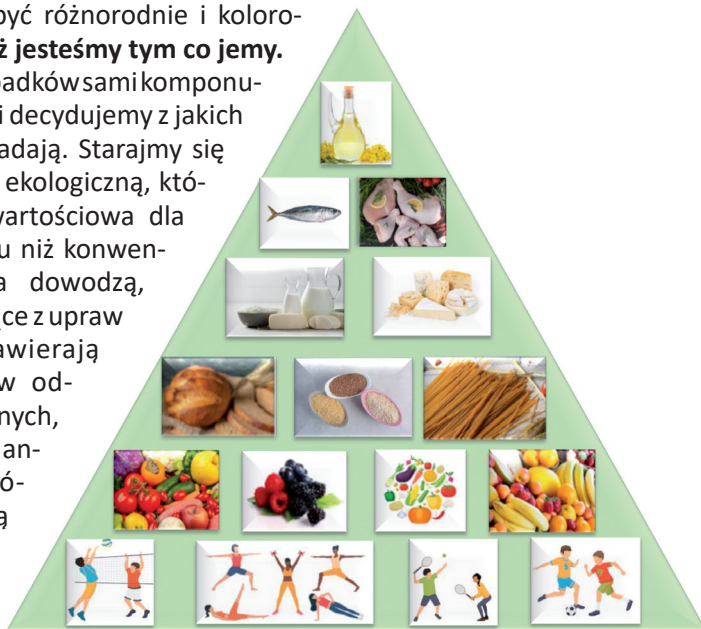 być różnorodnie i koloro-
ż jesteśmy tym co jemy.
adków sami komponu-
i decydujemy z jakich
adają. Starajmy się
ekologiczną, któ-
wartościowa dla
u niż konwen-
a dowodzą,
ce z upraw
awierają
w od-
nych,
an-
ó-
ą